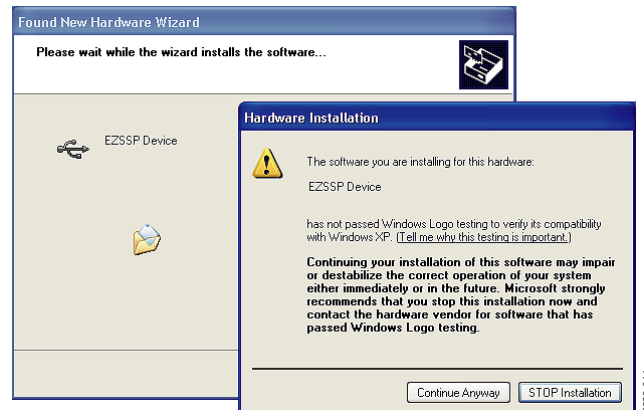 Found New Hardware Wizard
Please wait while the wizard installs the software...
EZSSP Device
Hardware Installation
The software you are installing for this hardware:
EZSSP Device
has not passed Windows Logo testing to verify its compatibility
with Windows XP. (Tell me why this testing is important.)
Continuing your installation of this software may impair
or destabilize the correct operation of your system
either immediately or in the future. Microsoft strongly
recommends that you stop this installation now and
contact the hardware vendor for software that has
passed Windows Logo testing.
Continue Anyway
STOP Installation